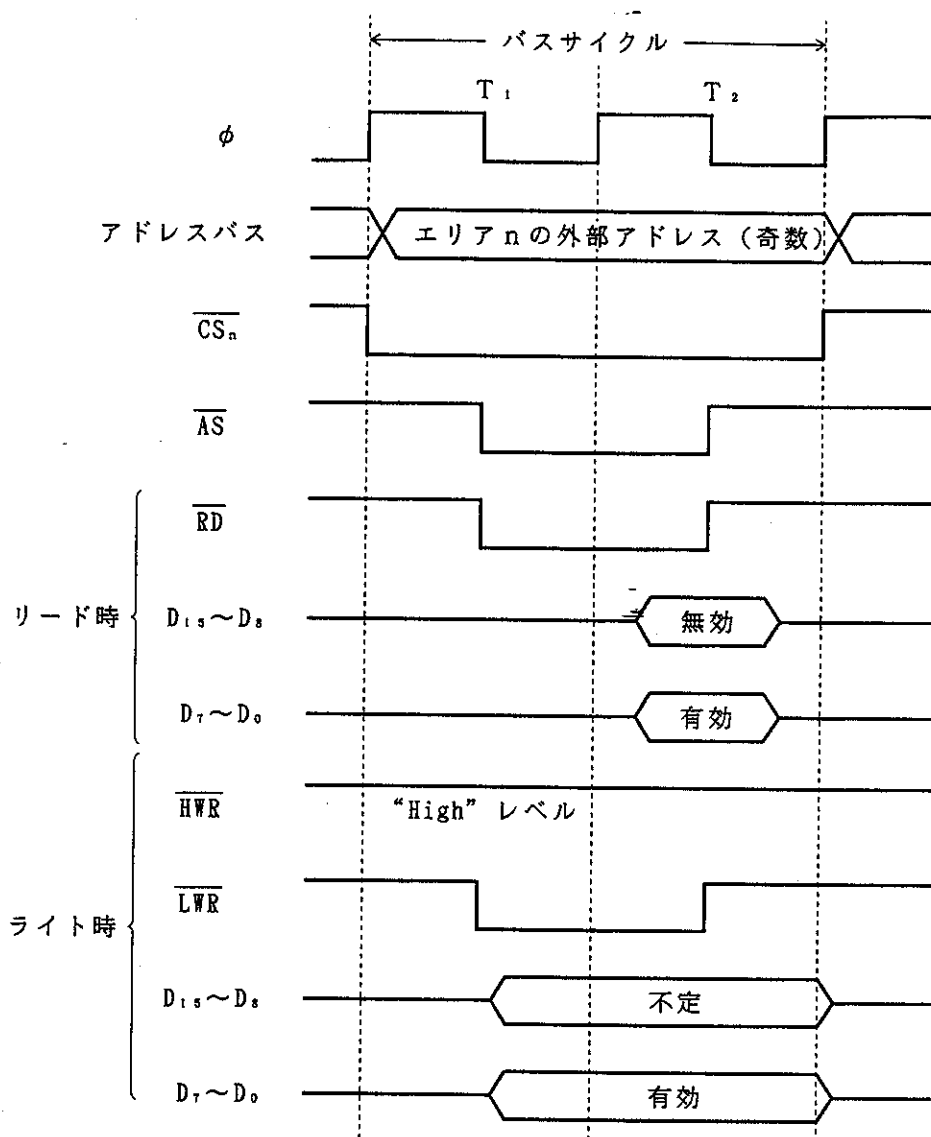 バスサイクル
T₁ T₂
φ
アドレスバス エリアnの外部アドレス（奇数）
CSₙ
AS
RD
リード時 D₁₅～D₈ 無効
D₇～D₀ 有効
HWR “High”レベル
LWR
ライト時
D₁₅～D₈ 不定
D₇～D₀ 有効